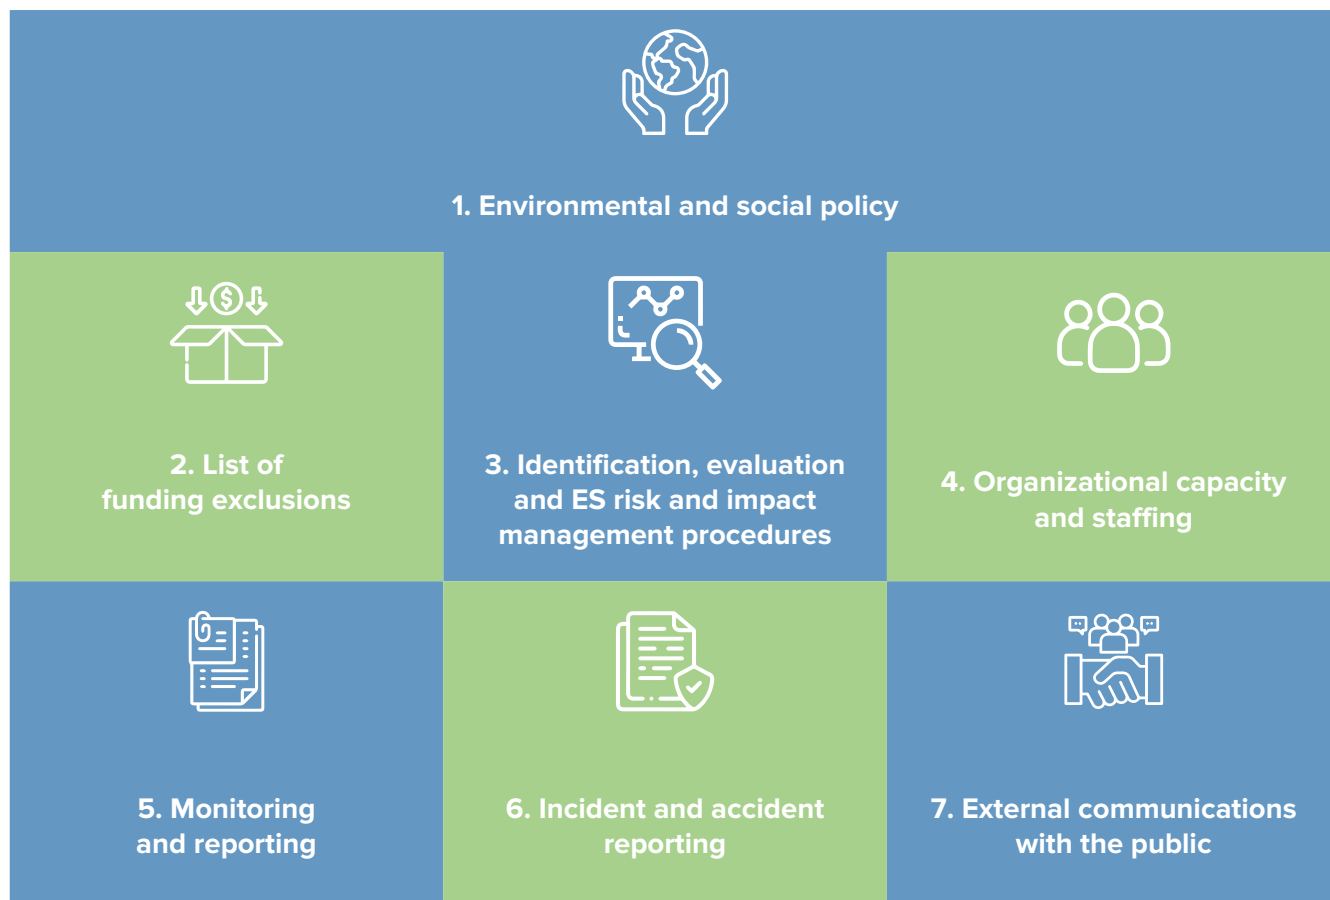 1. Environmental and social policy
2. List of
funding exclusions
3. Identification, evaluation
and ES risk and impact
management procedures
4. Organizational capacity
and staffing
5. Monitoring
and reporting
6. Incident and accident
reporting
7. External communications
with the public